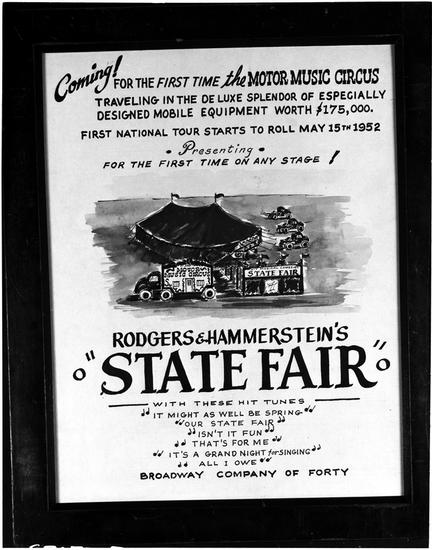 Coming! FOR THE FIRST TIME the MOTOR MUSIC CIRCUS
TRAVELING IN THE DE LUXE SPLENDOR OF ESPECIALLY
DESIGNED MOBILE EQUIPMENT WORTH $175,000.
FIRST NATIONAL TOUR STARTS TO ROLL MAY 15TH 1952
• Presenting •
FOR THE FIRST TIME ON ANY STAGE!
MUSIC CIRCUS
STATE FAIR
RODGERS & HAMMERSTEIN'S
"STATE FAIR"
WITH THESE HIT TUNES
IT MIGHT AS WELL BE SPRING
OUR STATE FAIR
ISN'T IT FUN
THAT'S FOR ME
IT'S A GRAND NIGHT for SINGING
ALL I OWE
BROADWAY COMPANY OF FORTY